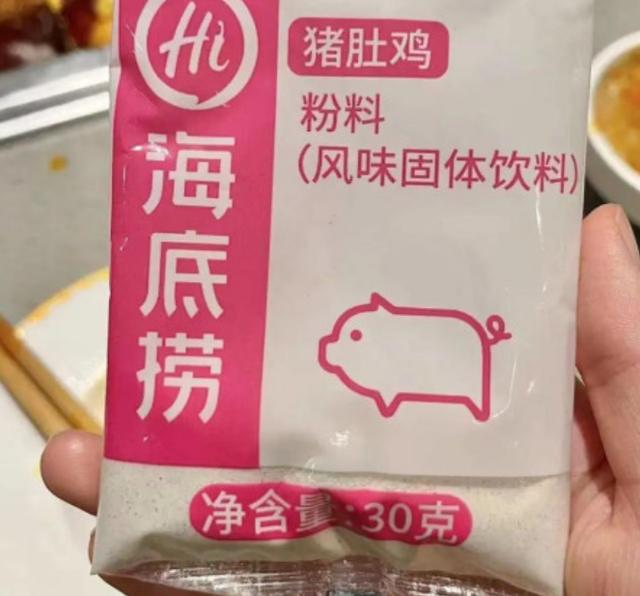 Hi
海底捞
猪肚鸡
粉料
(风味固体饮料)
净含量:30克